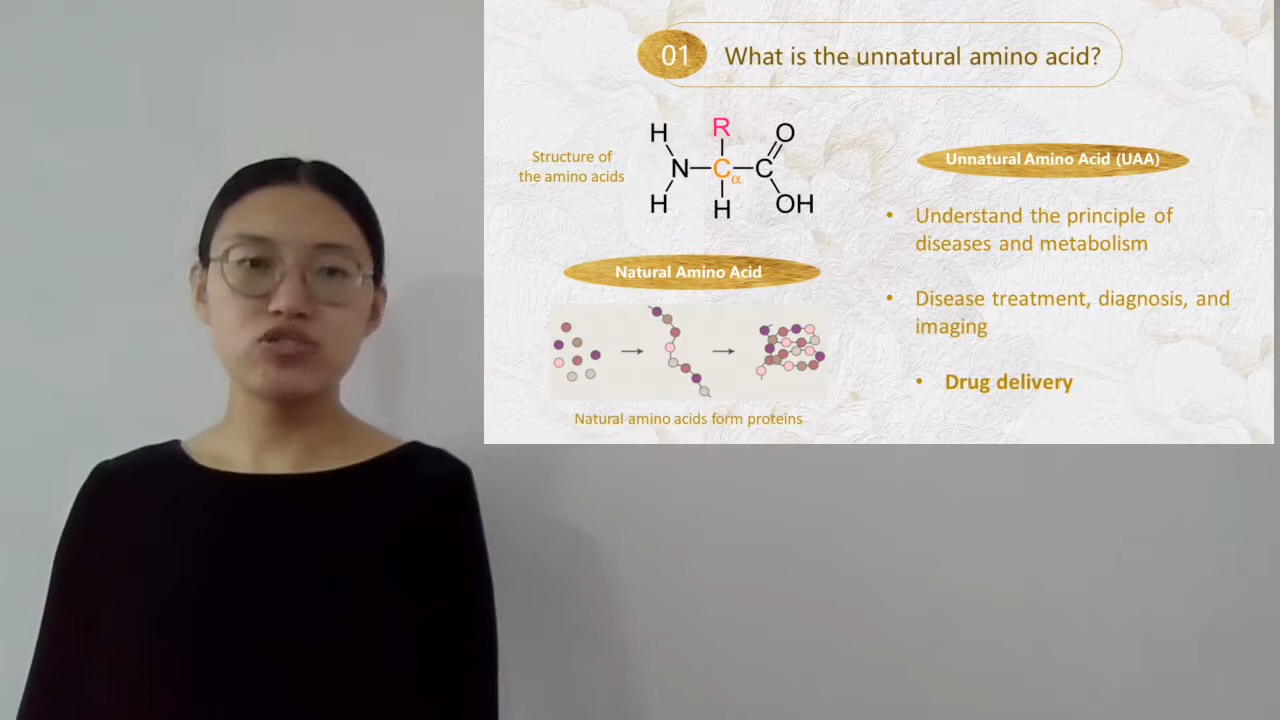 01 What is the unnatural amino acid?
Structure of
the amino acids
H R O
N C α C
H H OH
Natural Amino Acid
Natural amino acids form proteins
Unnatural Amino Acid (UAA)
• Understand the principle of
diseases and metabolism
• Disease treatment, diagnosis, and
imaging
• Drug delivery